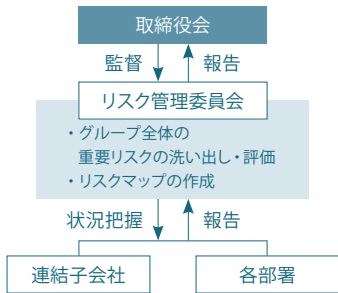 取締役会
監督 報告
リスク管理委員会
・グループ全体の
重要リスクの洗い出し・評価
・リスクマップの作成
状況把握 報告
連結子会社 各部署